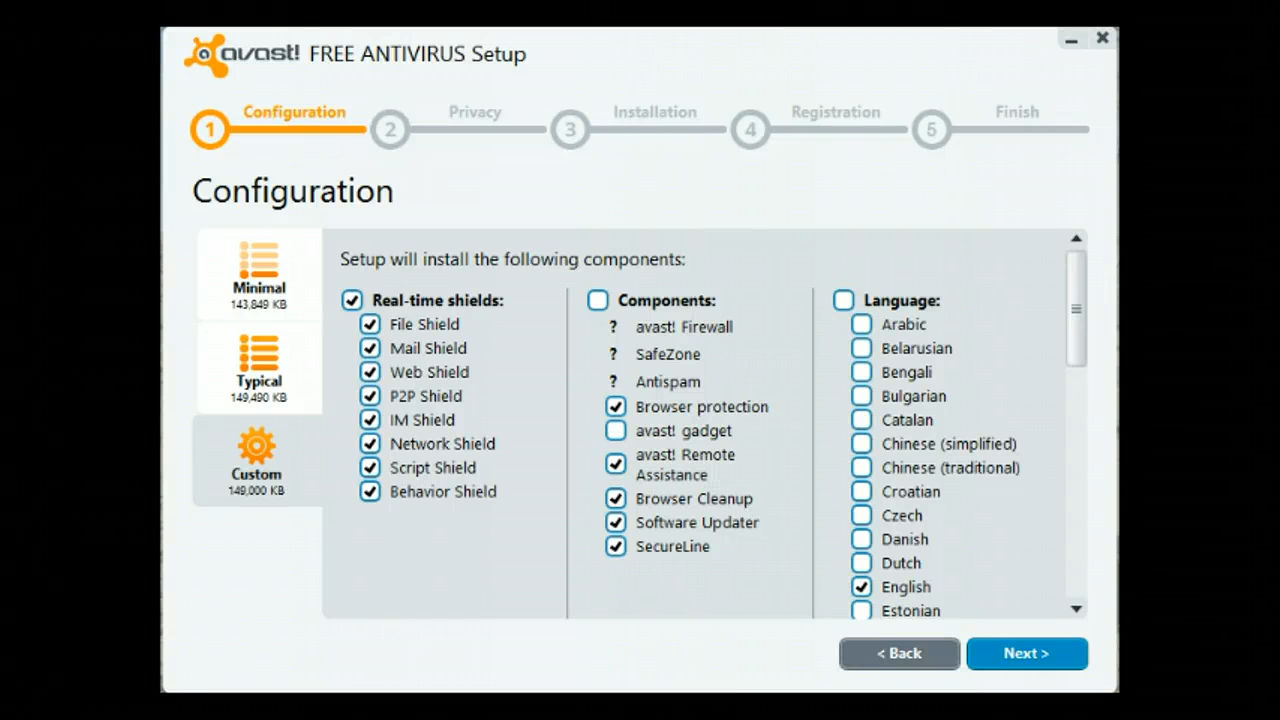 avast! FREE ANTIVIRUS Setup
1 Configuration
2 Privacy
3 Installation
4 Registration
5 Finish
Configuration
Minimal
143,849 KB
Typical
149,490 KB
Custom
149,000 KB
Setup will install the following components:
Real-time shields:
File Shield
Mail Shield
Web Shield
P2P Shield
IM Shield
Network Shield
Script Shield
Behavior Shield
Components:
? avast! Firewall
? SafeZone
? Antispam
Browser protection
avast! gadget
avast! Remote
Assistance
Browser Cleanup
Software Updater
SecureLine
Language:
Arabic
Belarusian
Bengali
Bulgarian
Catalan
Chinese (simplified)
Chinese (traditional)
Croatian
Czech
Danish
Dutch
English
Estonian
< Back
Next >